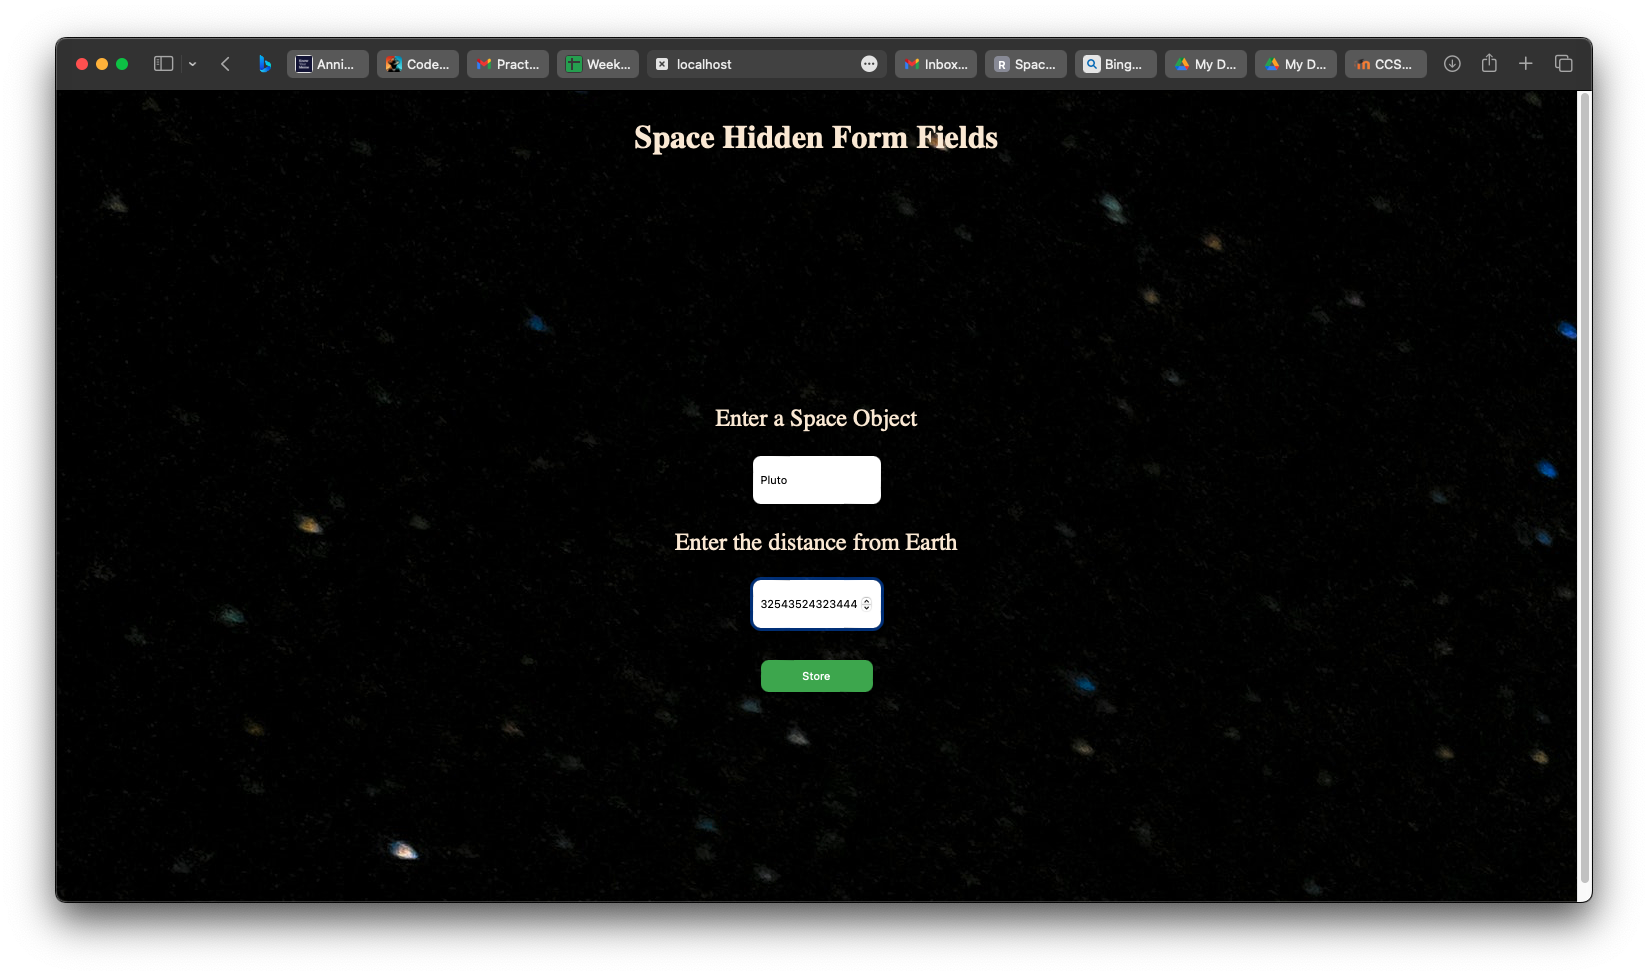 Anni...
Code...
Pract...
Week...
localhost
Inbox...
R
Spac...
Bing...
My D...
My D...
CCS...
Space Hidden Form Fields
Enter a Space Object
Pluto
Enter the distance from Earth
32543524323444
Store